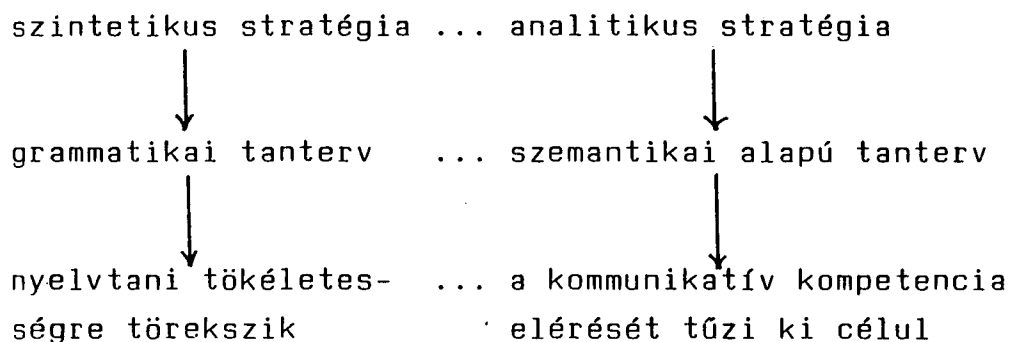 szintetikus stratégia ... analitikus stratégia
grammatikai tanterv ... szemantikai alapú tanterv
nyelvtani tökéletes- ... a kommunikatív kompetencia
ségre törekszik elérését tűzi ki célul